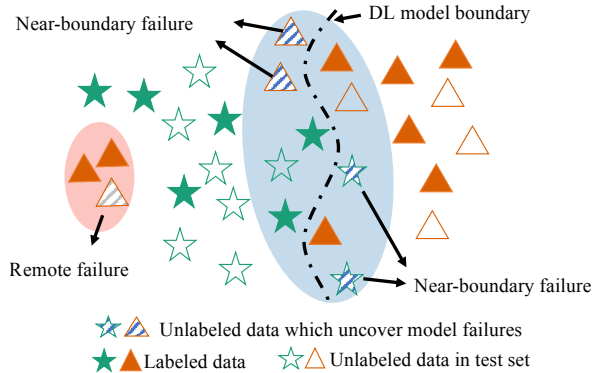 Near-boundary failure
DL model boundary
Remote failure
Near-boundary failure
Unlabeled data which uncover model failures
Labeled data
Unlabeled data in test set